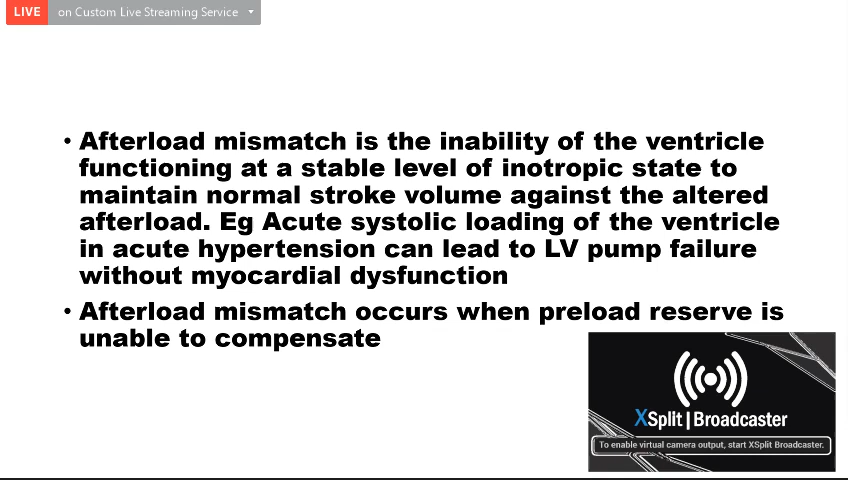 LIVE on Custom Live Streaming Service
• Afterload mismatch is the inability of the ventricle
functioning at a stable level of inotropic state to
maintain normal stroke volume against the altered
afterload. Eg Acute systolic loading of the ventricle
in acute hypertension can lead to LV pump failure
without myocardial dysfunction
• Afterload mismatch occurs when preload reserve is
unable to compensate
XSplit | Broadcaster
To enable virtual camera output, start XSplit Broadcaster.